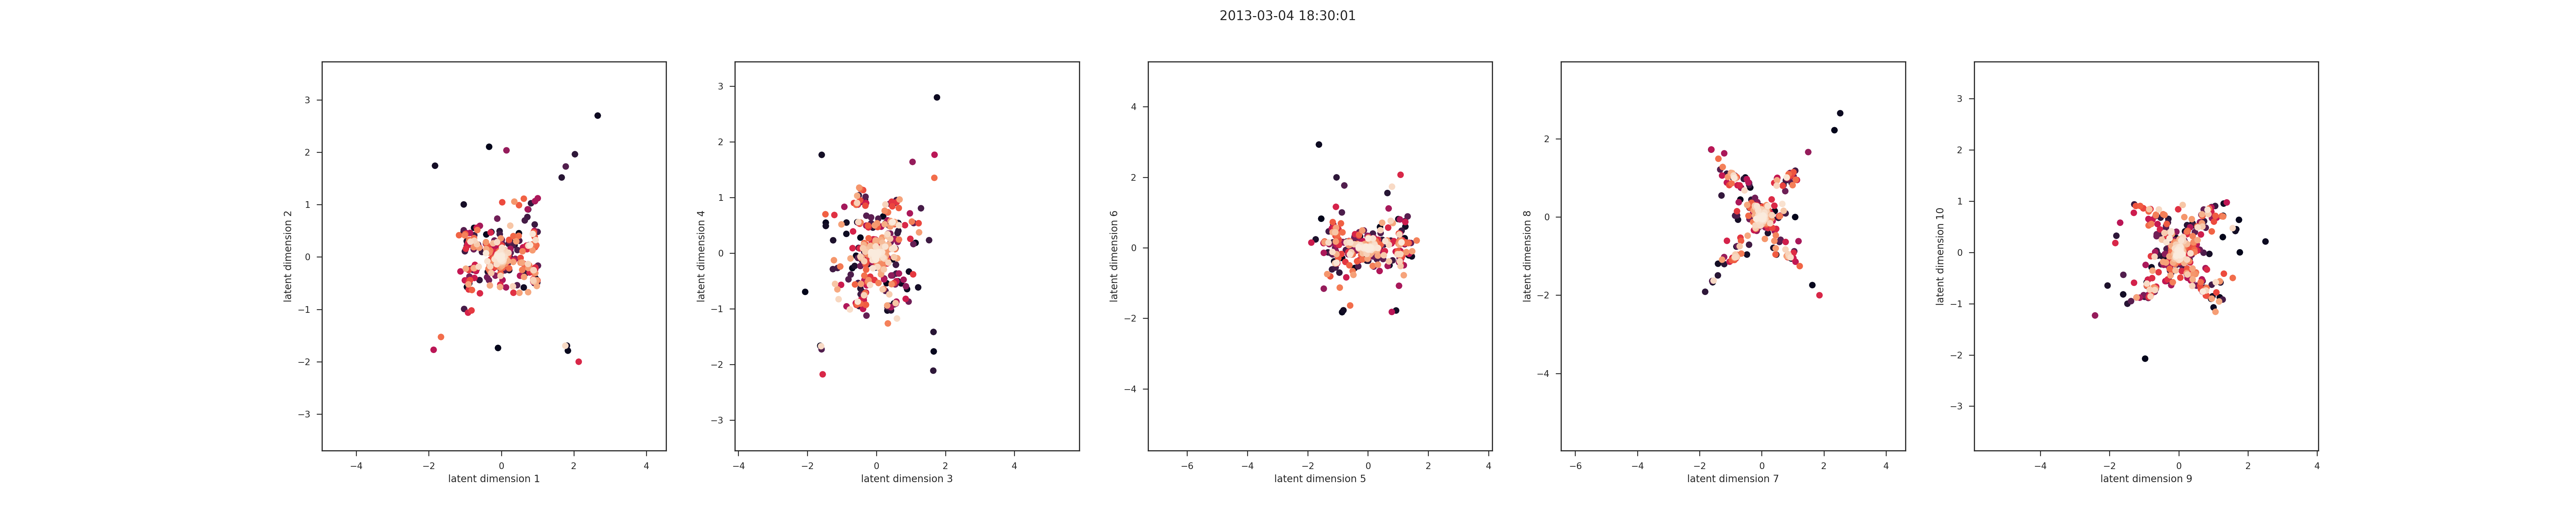 2013-03-04 18:30:01
3
2
1
0
−1
−2
−3
latent dimension 2
−4 −2 0 2 4
latent dimension 1
3
2
1
0
−1
−2
−3
latent dimension 4
−4 −2 0 2 4
latent dimension 3
4
2
0
−2
−4
latent dimension 6
−6 −4 −2 0 2 4
latent dimension 5
2
0
−2
−4
latent dimension 8
−6 −4 −2 0 2 4
latent dimension 7
3
2
1
0
−1
−2
−3
latent dimension 10
−4 −2 0 2 4
latent dimension 9